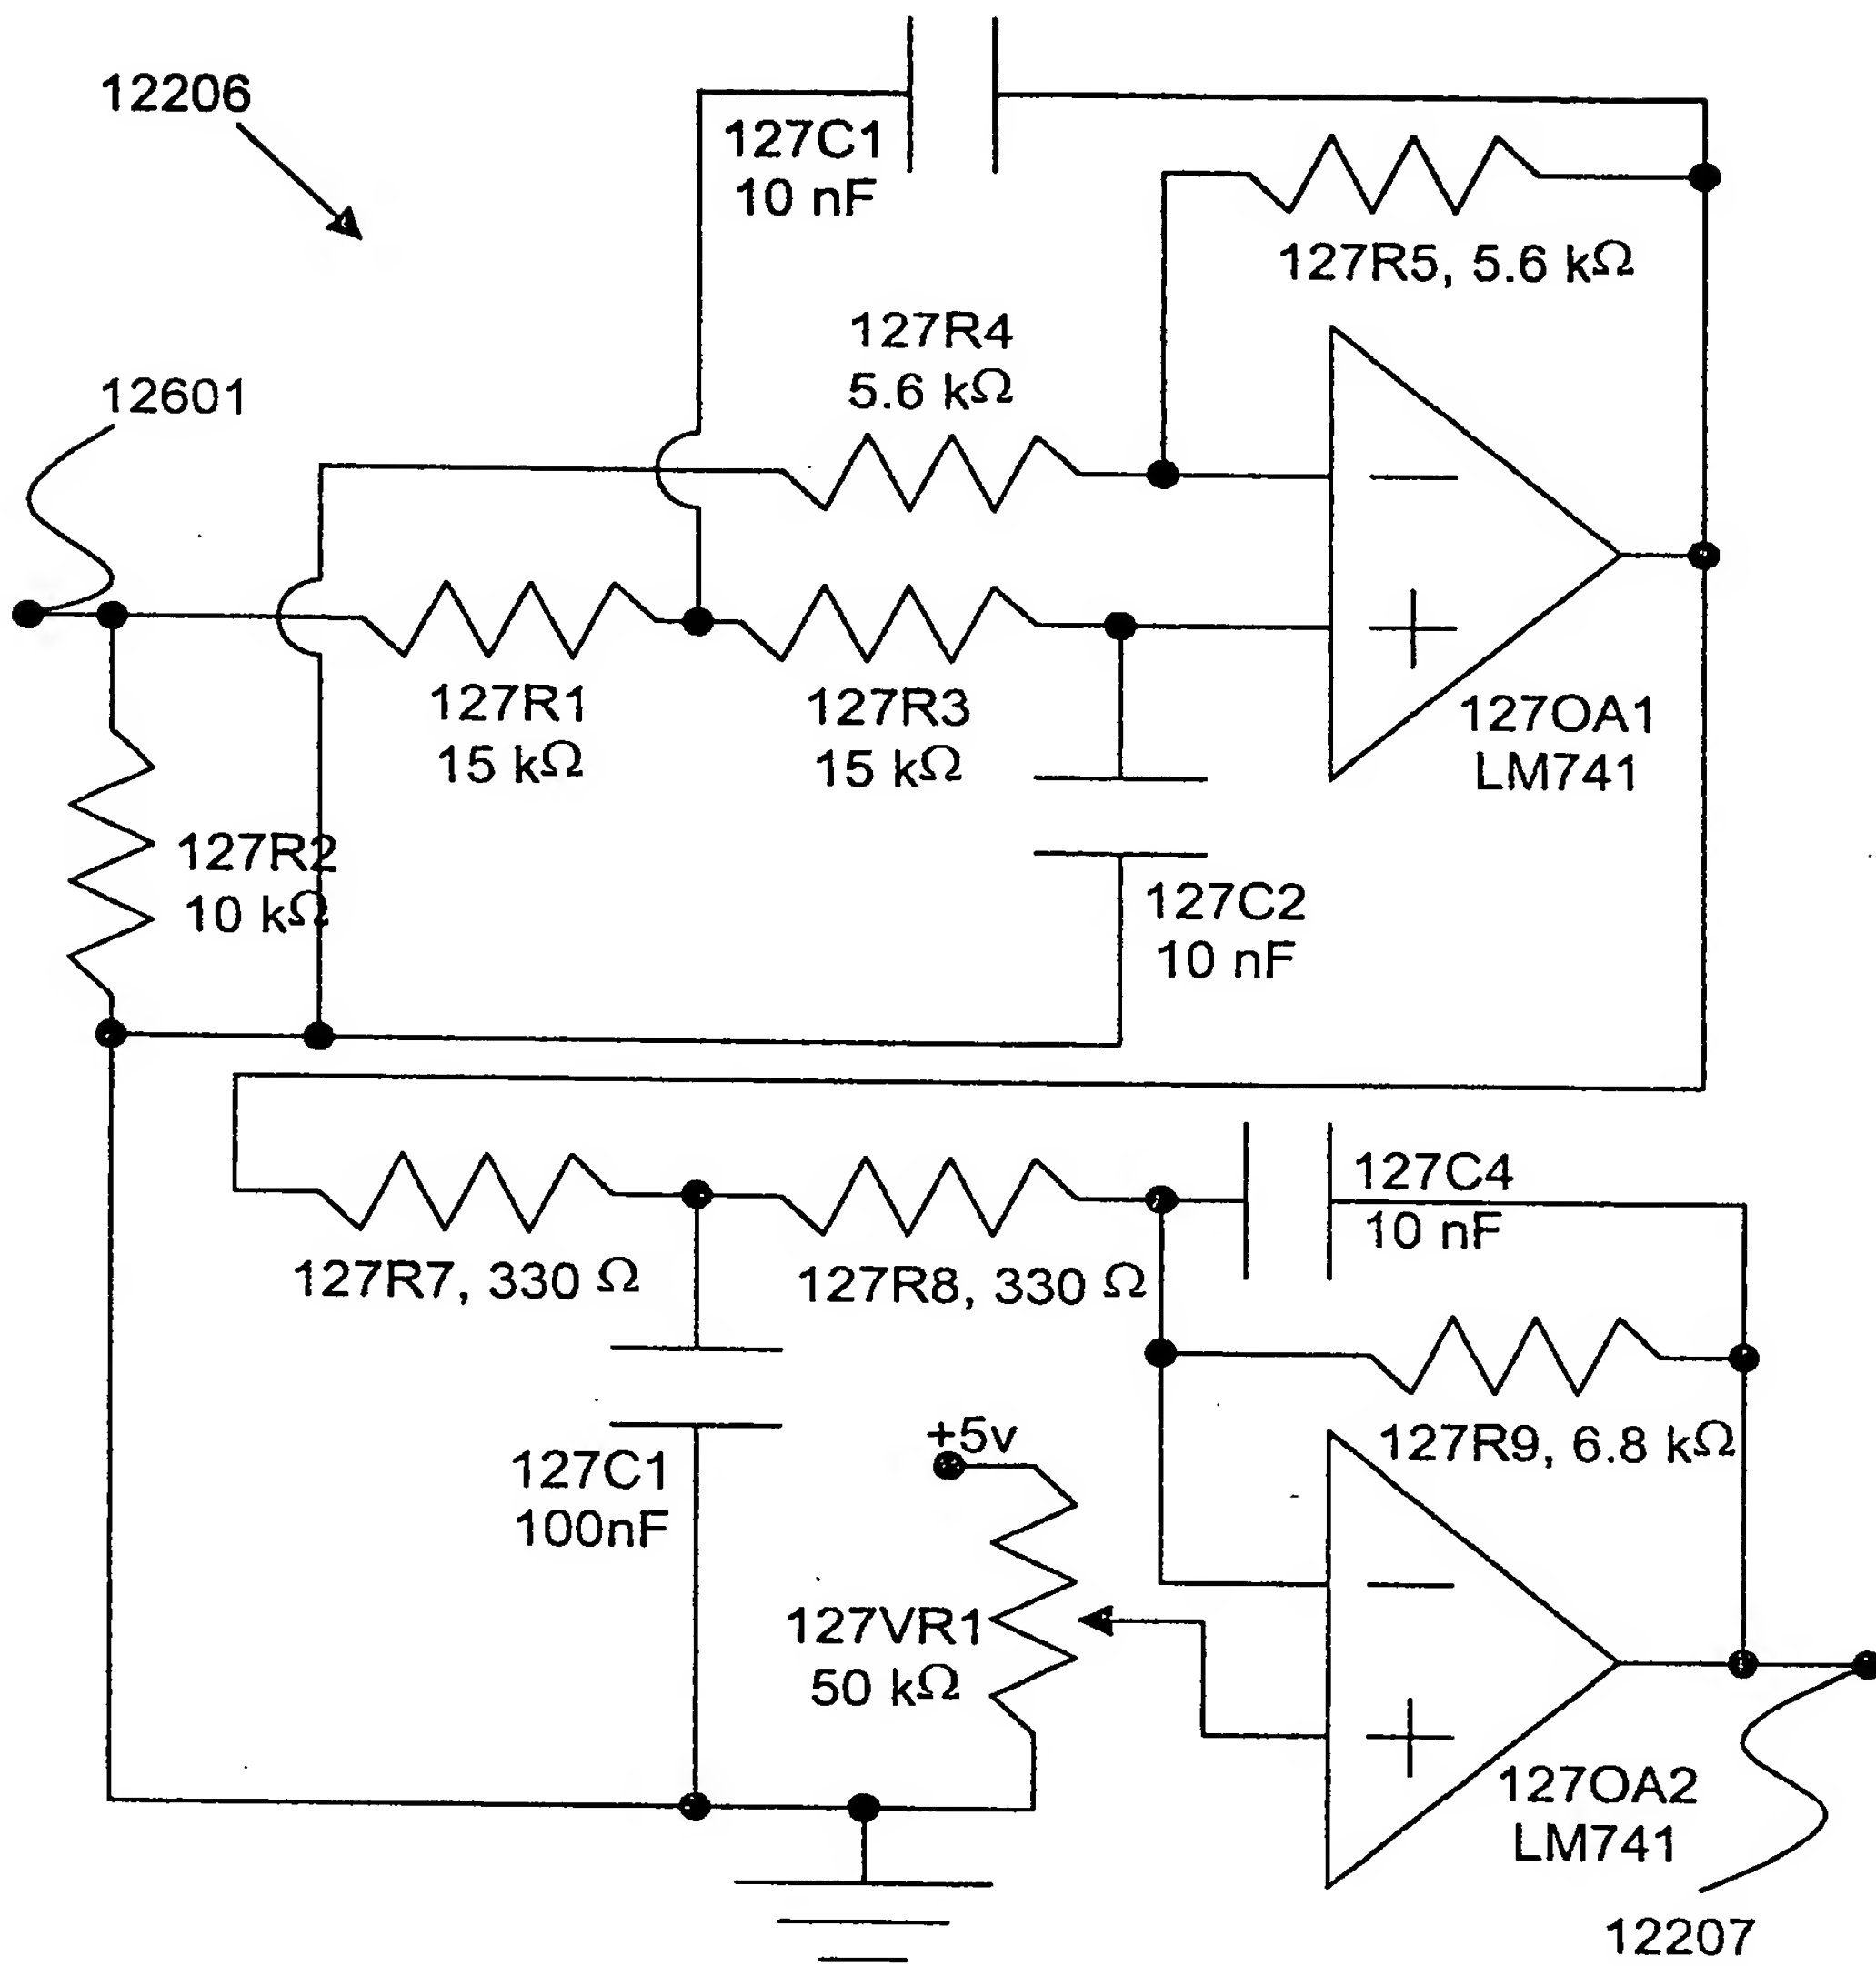 12206
127C1
10 nF
127R5, 5.6 kΩ
127R4
5.6 kΩ
12601
127R1
15 kΩ
127R3
15 kΩ
127OA1
LM741
127R2
10 kΩ
127C2
10 nF
127C4
10 nF
127R7, 330 Ω
127R8, 330 Ω
127R9, 6.8 kΩ
+5v
127C1
100nF
127VR1
50 kΩ
127OA2
LM741
12207